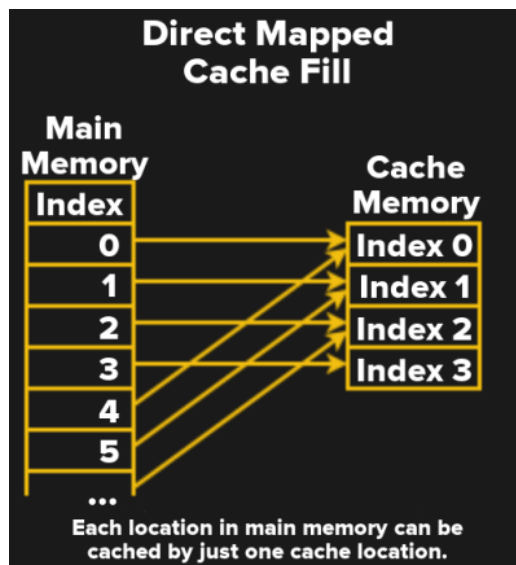 Direct Mapped
Cache Fill
Main
Memory
Index
0
1
2
3
4
5
...
Cache
Memory
Index 0
Index 1
Index 2
Index 3
Each location in main memory can be
cached by just one cache location.